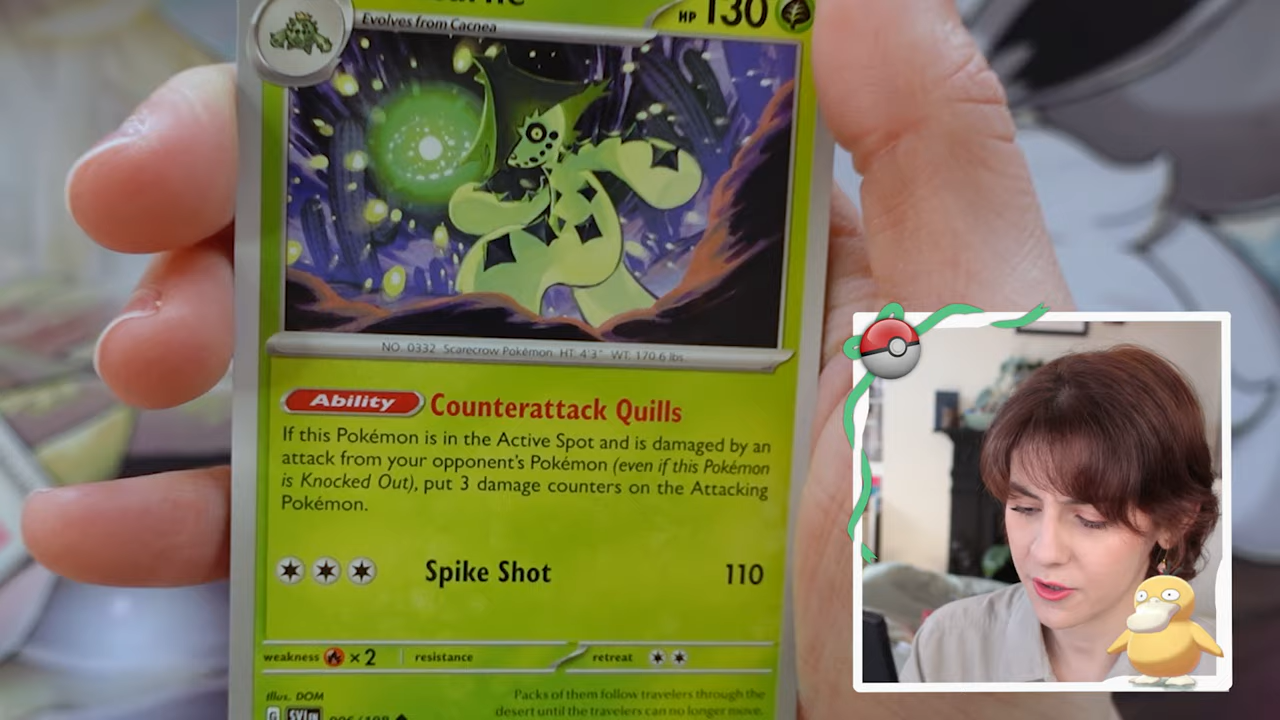 Evolves from Cacnea
HP 130
NO. 0332 Scarecrow Pokémon HT: 4'3" WT: 170.6 lbs.
Ability Counterattack Quills
If this Pokémon is in the Active Spot and is damaged by an
attack from your opponent's Pokémon (even if this Pokémon
is Knocked Out), put 3 damage counters on the Attacking
Pokémon.
Spike Shot 110
weakness ×2 resistance retreat
Illus. DOM
Packs of them follow travelers through the
desert until the travelers can no longer move.
G SVI EN